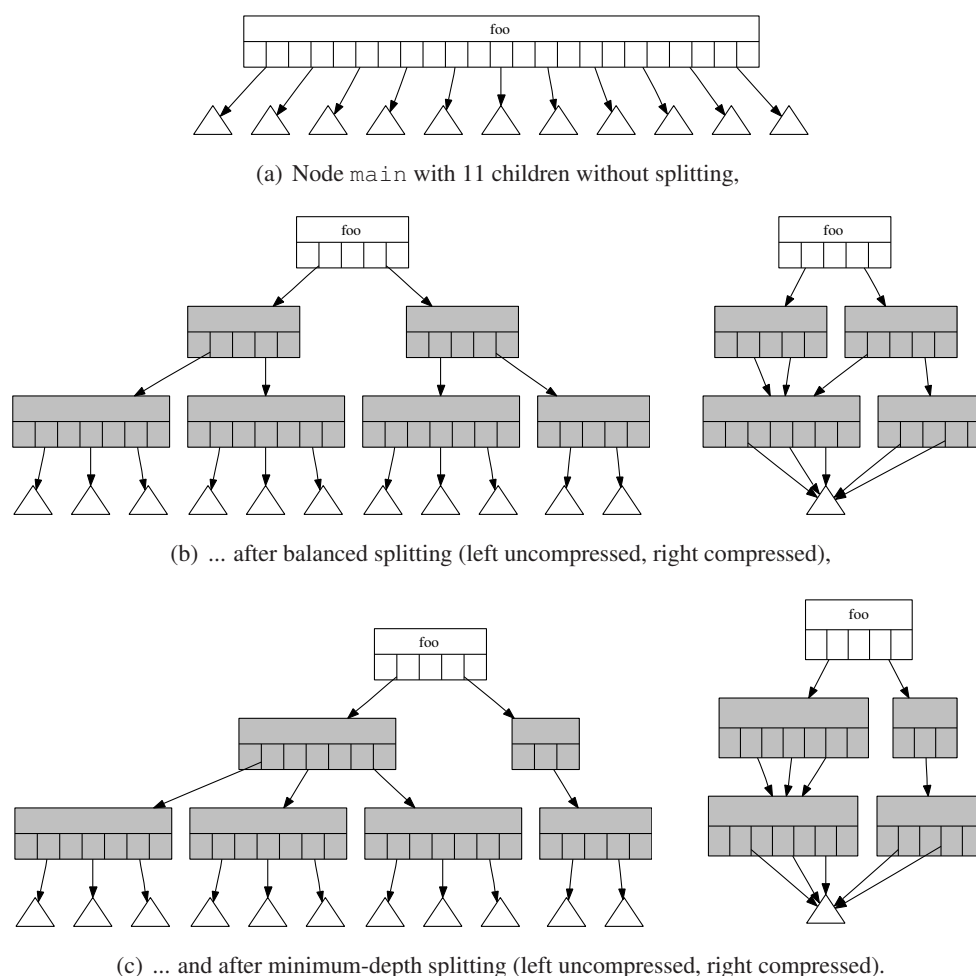 foo
(a) Node main with 11 children without splitting,
foo
foo
(b) ... after balanced splitting (left uncompressed, right compressed),
foo
foo
(c) ... and after minimum-depth splitting (left uncompressed, right compressed).